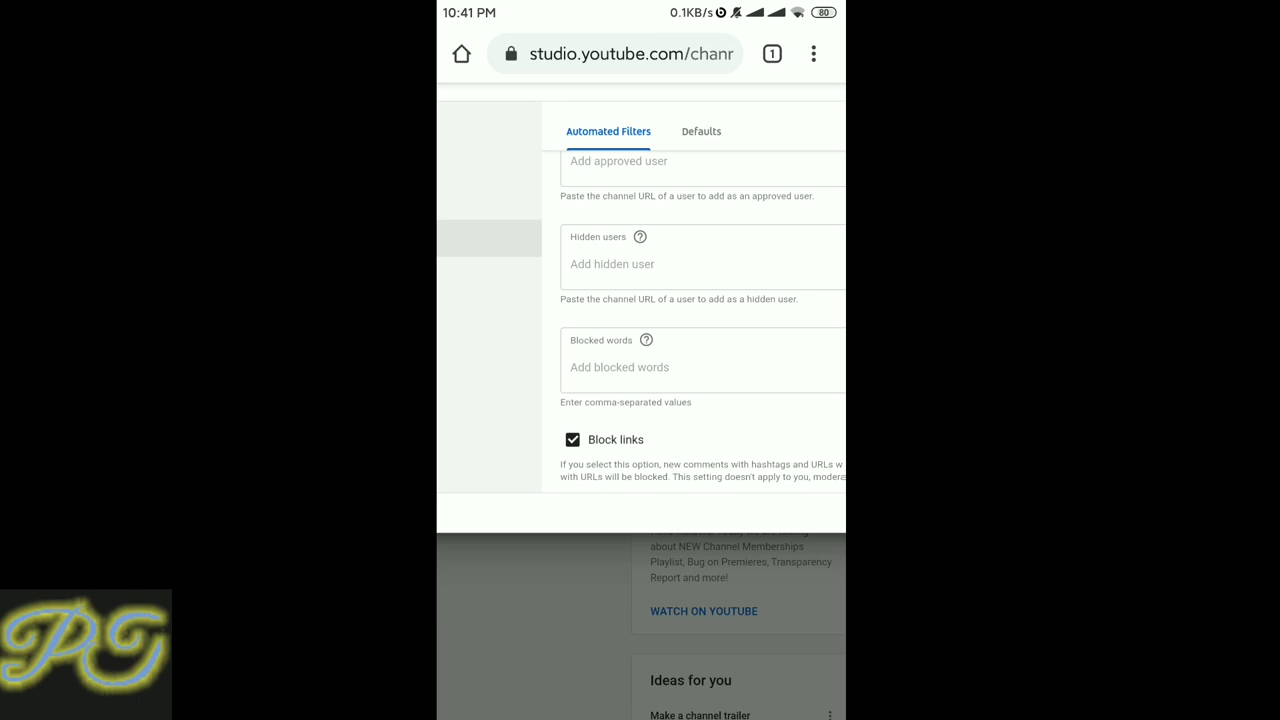 10:41 PM 0.1KB/s 80
studio.youtube.com/chanr
1
Automated Filters Defaults
Add approved user
Paste the channel URL of a user to add as an approved user.
Hidden users
Add hidden user
Paste the channel URL of a user to add as a hidden user.
Blocked words
Add blocked words
Enter comma-separated values
Block links
If you select this option, new comments with hashtags and URLs w
with URLs will be blocked. This setting doesn't apply to you, modera
about NEW Channel Memberships
Playlist, Bug on Premieres, Transparency
Report and more!
WATCH ON YOUTUBE
Ideas for you
Make a channel trailer
PG